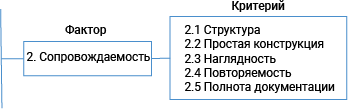 Критерий
Фактор
2. Сопровождаемость
2.1 Структура
2.2 Простая конструкция
2.3 Наглядность
2.4 Повторяемость
2.5 Полнота документации